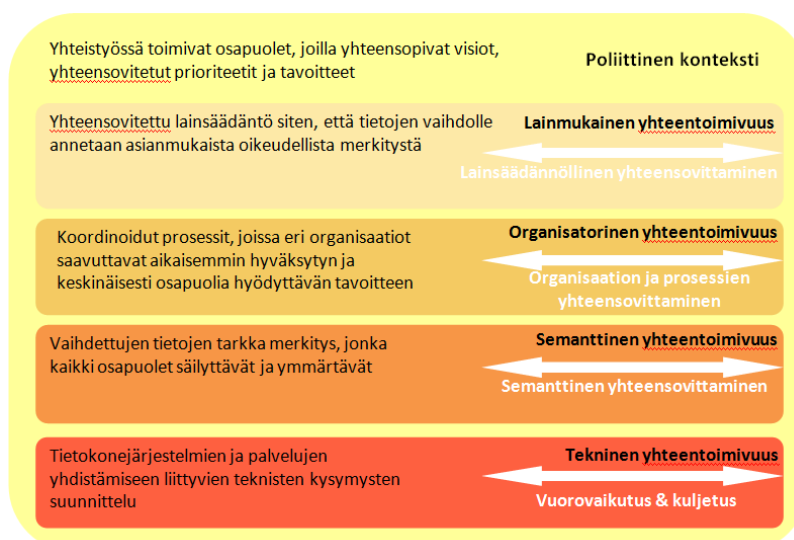 Yhteistyössä toimivat osapuolet, joilla yhteensopivat visiot,
yhteensovitetut prioriteetit ja tavoitteet
Poliittinen konteksti
Yhteensovitettu lainsäädäntö siten, että tietojen vaihdolle
annetaan asianmukaista oikeudellista merkitystä
Lainmukainen yhteentoimivuus
Lainsäädännöllinen yhteensovittaminen
Koordinoidut prosessit, joissa eri organisaatiot
saavuttavat aikaisemmin hyväksytyn ja
keskinäisesti osapuolia hyödyttävän tavoitteen
Organisatorinen yhteentoimivuus
Organisaation ja prosessien
yhteensovittaminen
Vaihdettujen tietojen tarkka merkitys, jonka
kaikki osapuolet säilyttävät ja ymmärtävät
Semanttinen yhteentoimivuus
Semanttinen yhteensovittaminen
Tietokonejärjestelmien ja palvelujen
yhdistämiseen liittyvien teknisten kysymysten
suunnittelu
Tekninen yhteentoimivuus
Vuorovaikutus & kuljetus